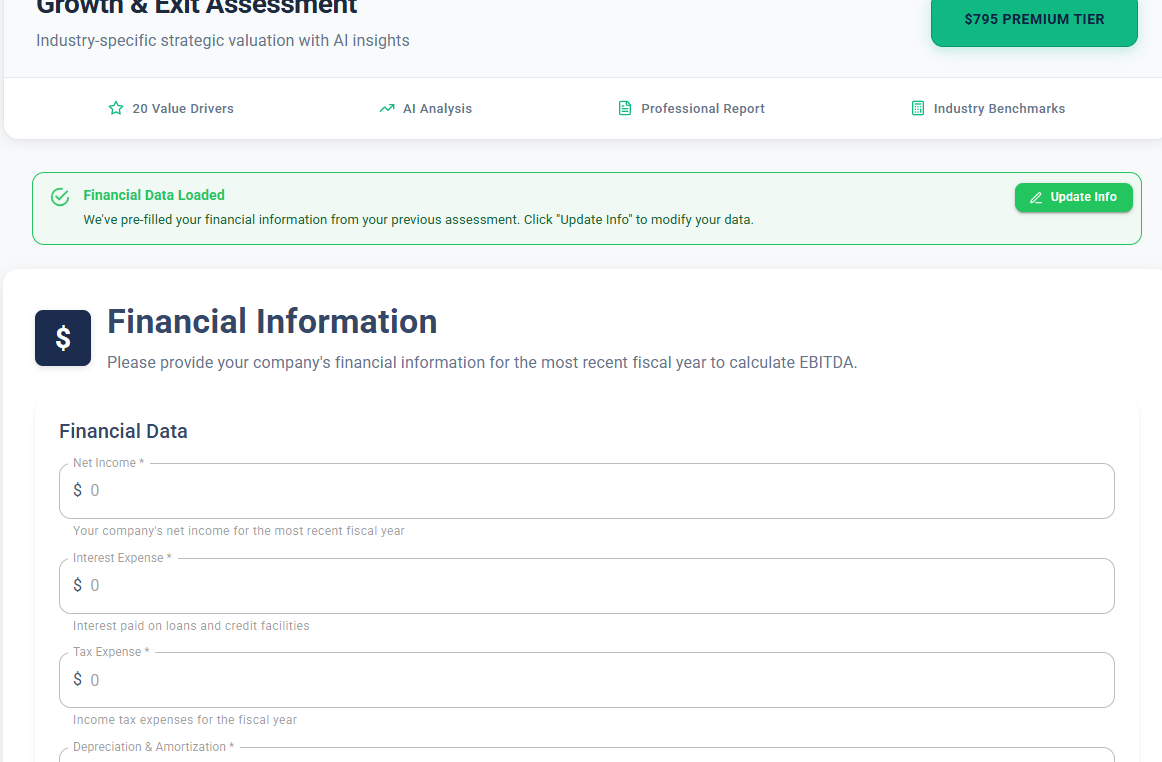 Growth & Exit Assessment
Industry-specific strategic valuation with AI insights
$795 PREMIUM TIER
20 Value Drivers
AI Analysis
Professional Report
Industry Benchmarks
Financial Data Loaded
We've pre-filled your financial information from your previous assessment. Click "Update Info" to modify your data.
Update Info
$
Financial Information
Please provide your company's financial information for the most recent fiscal year to calculate EBITDA.
Financial Data
Net Income *
$ 0
Your company's net income for the most recent fiscal year
Interest Expense *
$ 0
Interest paid on loans and credit facilities
Tax Expense *
$ 0
Income tax expenses for the fiscal year
Depreciation & Amortization *